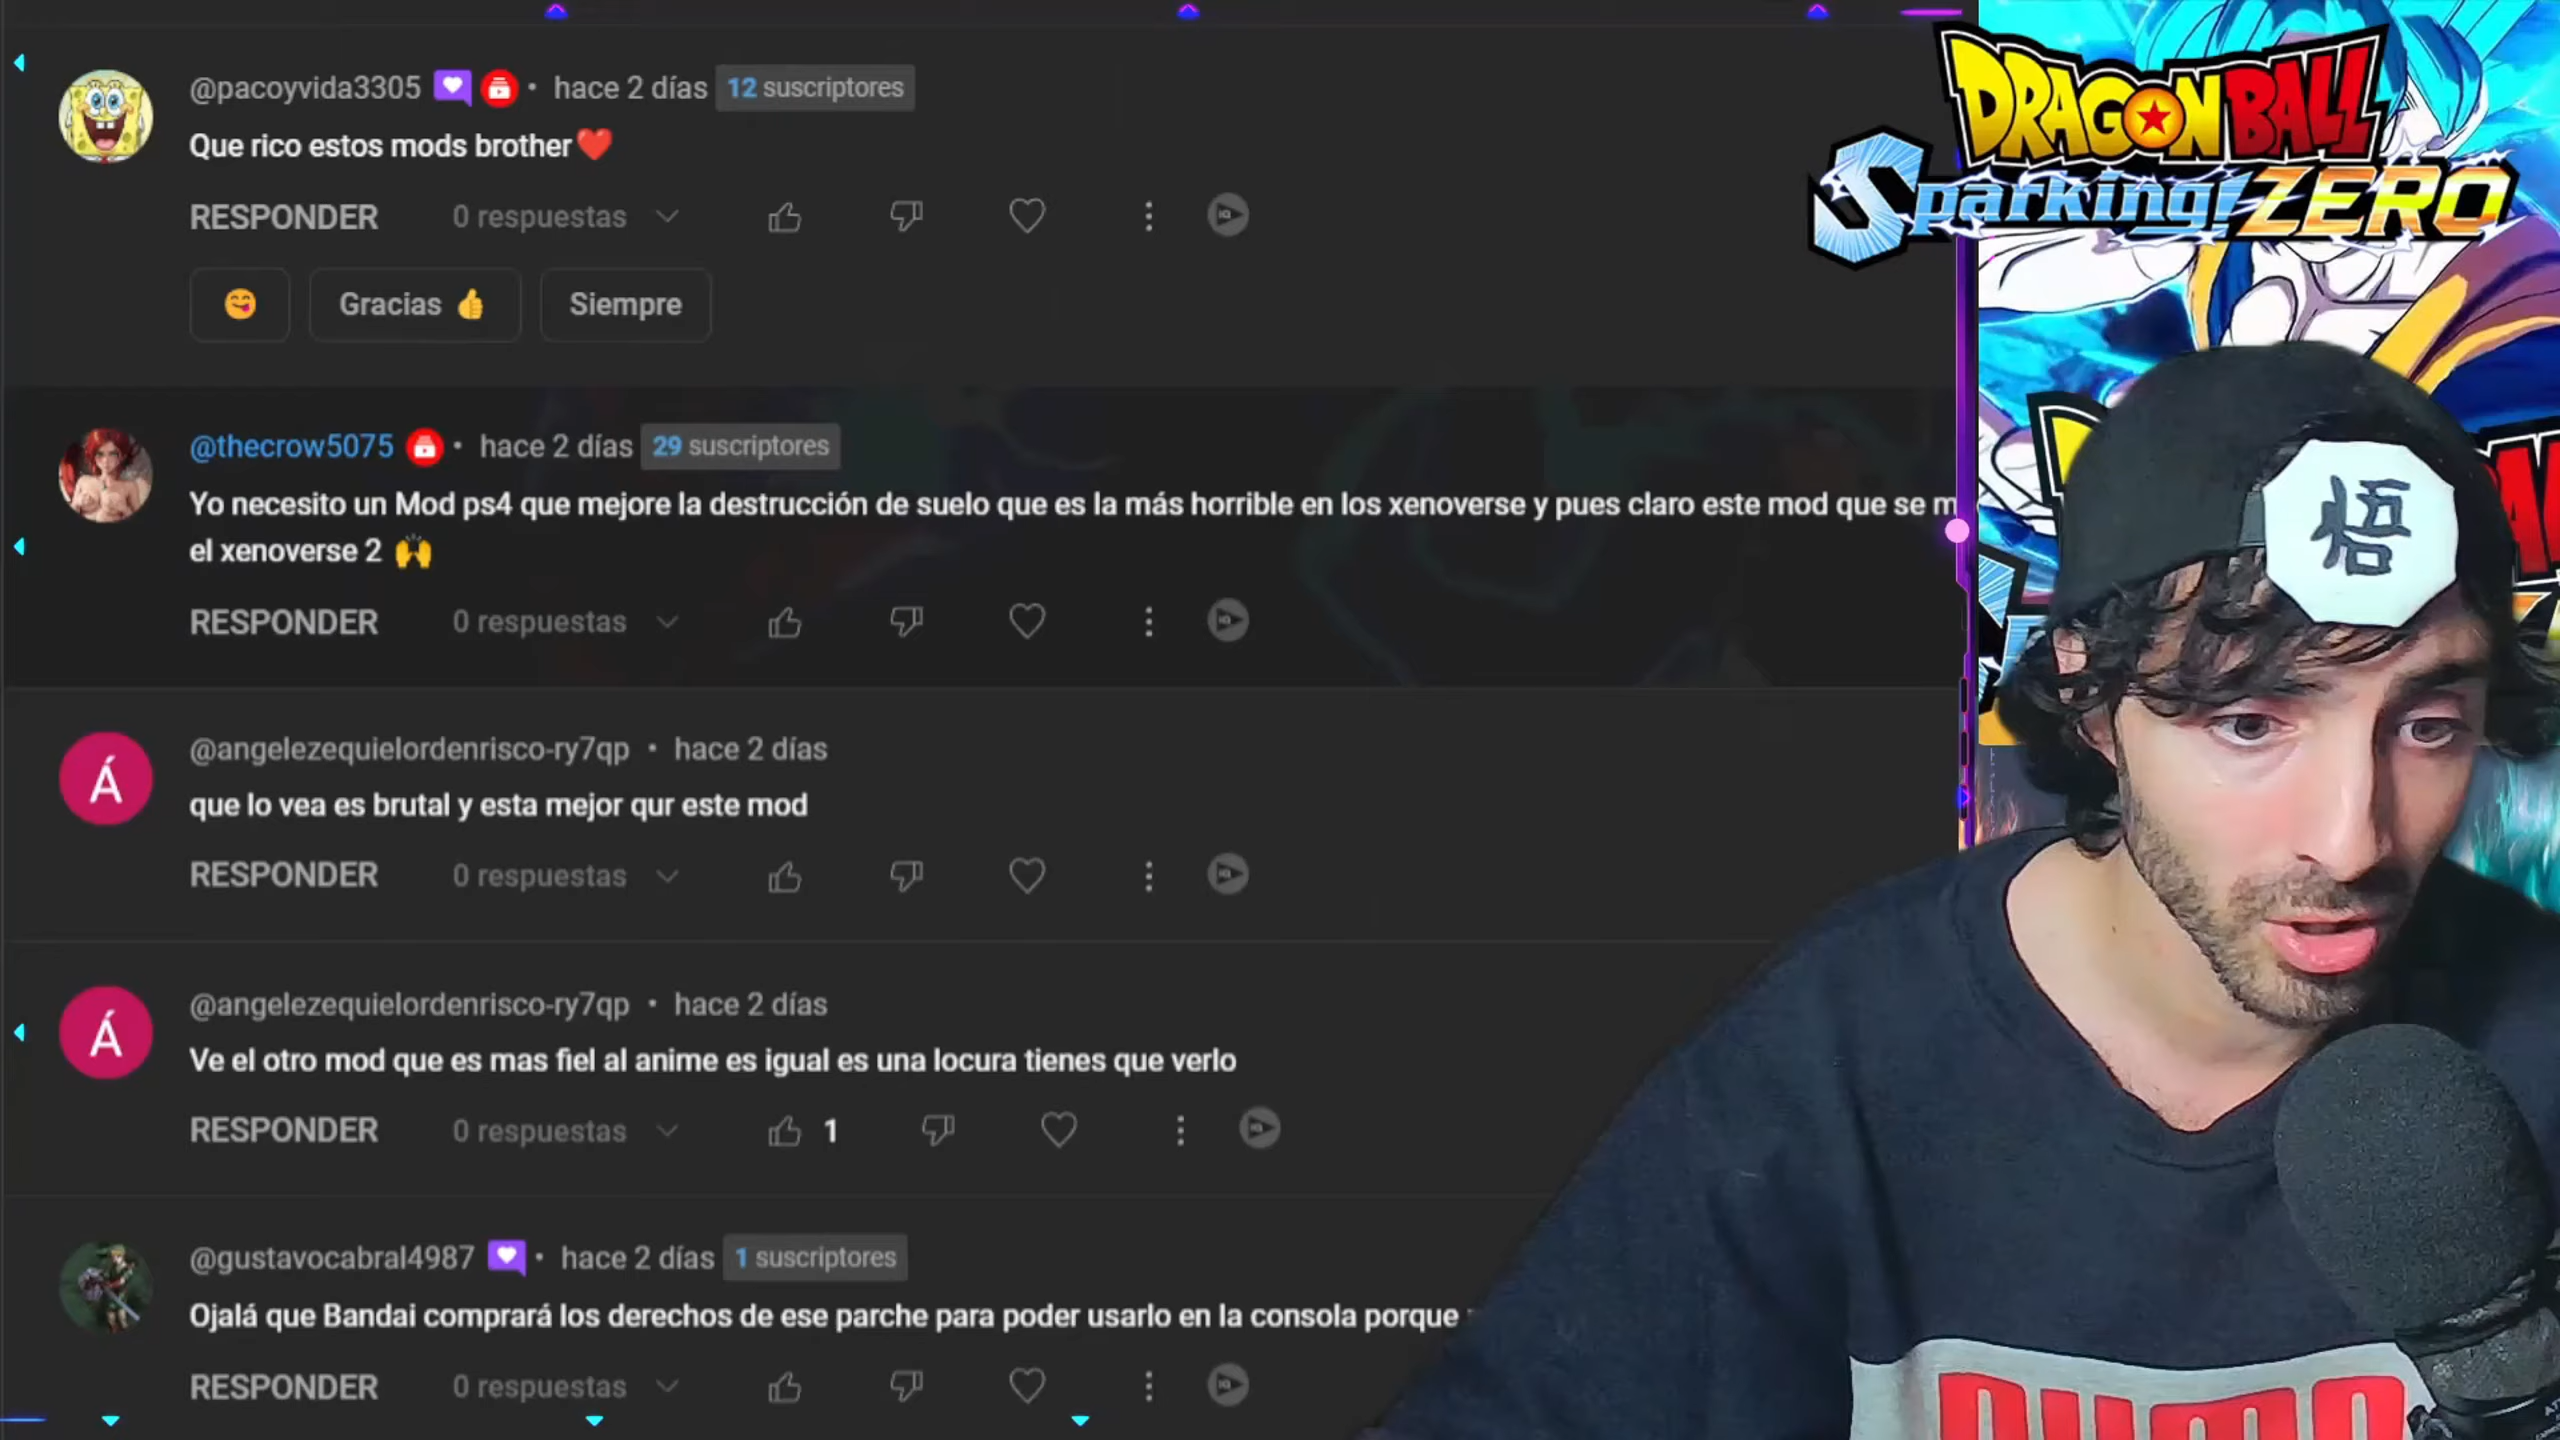 @pacoyvida3305 • hace 2 días 12 suscriptores
Que rico estos mods brother❤️
RESPONDER 0 respuestas
😋 Gracias 👍 Siempre
@thecrow5075 • hace 2 días 29 suscriptores
Yo necesito un Mod ps4 que mejore la destrucción de suelo que es la más horrible en los xenoverse y pues claro este mod que se
el xenoverse 2 🙌
RESPONDER 0 respuestas
Á
@angelezequielordenrisco-ry7qp • hace 2 días
que lo vea es brutal y esta mejor qur este mod
RESPONDER 0 respuestas
Á
@angelezequielordenrisco-ry7qp • hace 2 días
Ve el otro mod que es mas fiel al anime es igual es una locura tienes que verlo
RESPONDER 0 respuestas 1
@gustavocabral4987 • hace 2 días 1 suscriptores
Ojalá que Bandai comprará los derechos de ese parche para poder usarlo en la consola porque
RESPONDER 0 respuestas
DRAGON BALL
Sparking! ZERO
悟
PUMA